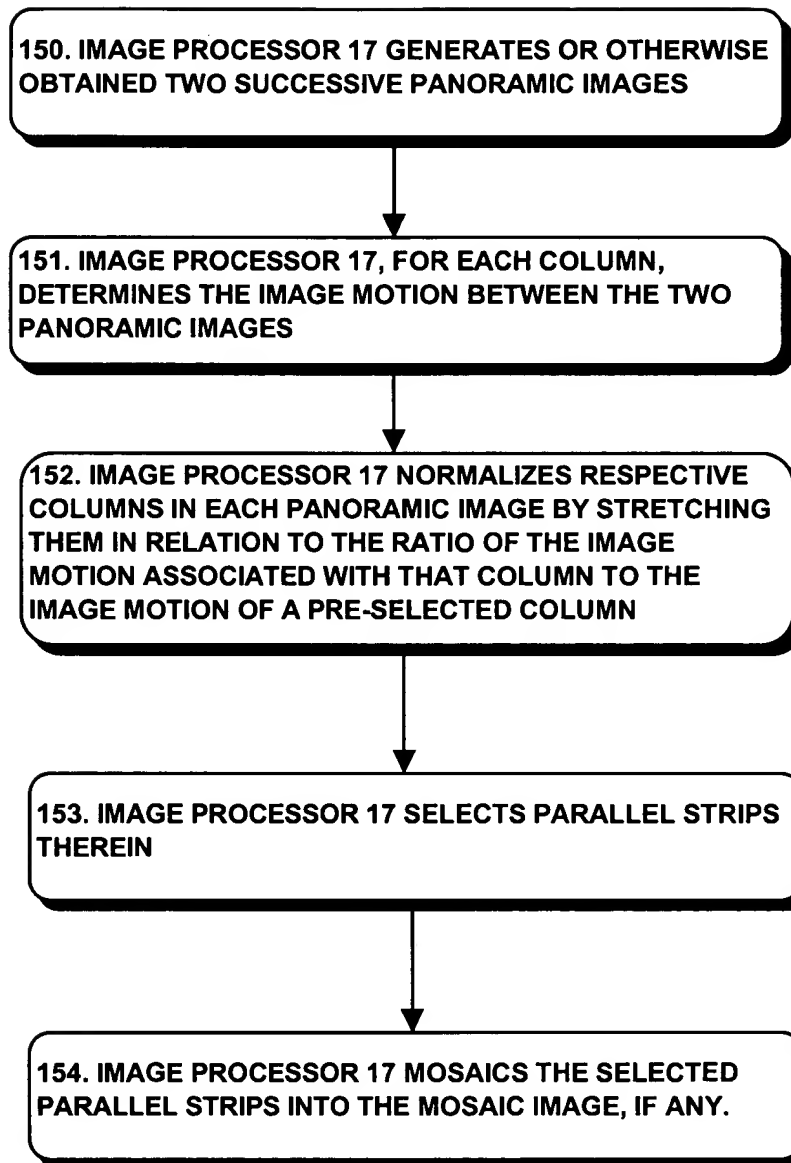 150. IMAGE PROCESSOR 17 GENERATES OR OTHERWISE
OBTAINED TWO SUCCESSIVE PANORAMIC IMAGES
151. IMAGE PROCESSOR 17, FOR EACH COLUMN,
DETERMINES THE IMAGE MOTION BETWEEN THE TWO
PANORAMIC IMAGES
152. IMAGE PROCESSOR 17 NORMALIZES RESPECTIVE
COLUMNS IN EACH PANORAMIC IMAGE BY STRETCHING
THEM IN RELATION TO THE RATIO OF THE IMAGE
MOTION ASSOCIATED WITH THAT COLUMN TO THE
IMAGE MOTION OF A PRE-SELECTED COLUMN
153. IMAGE PROCESSOR 17 SELECTS PARALLEL STRIPS
THEREIN
154. IMAGE PROCESSOR 17 MOSAICS THE SELECTED
PARALLEL STRIPS INTO THE MOSAIC IMAGE, IF ANY.